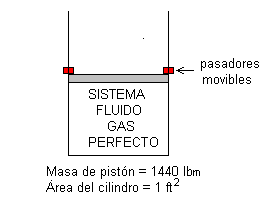 pasadores
movibles
SISTEMA
FLUIDO
GAS
PERFECTO
Masa de pistón = 1440 lbm
Área del cilindro = 1 ft²